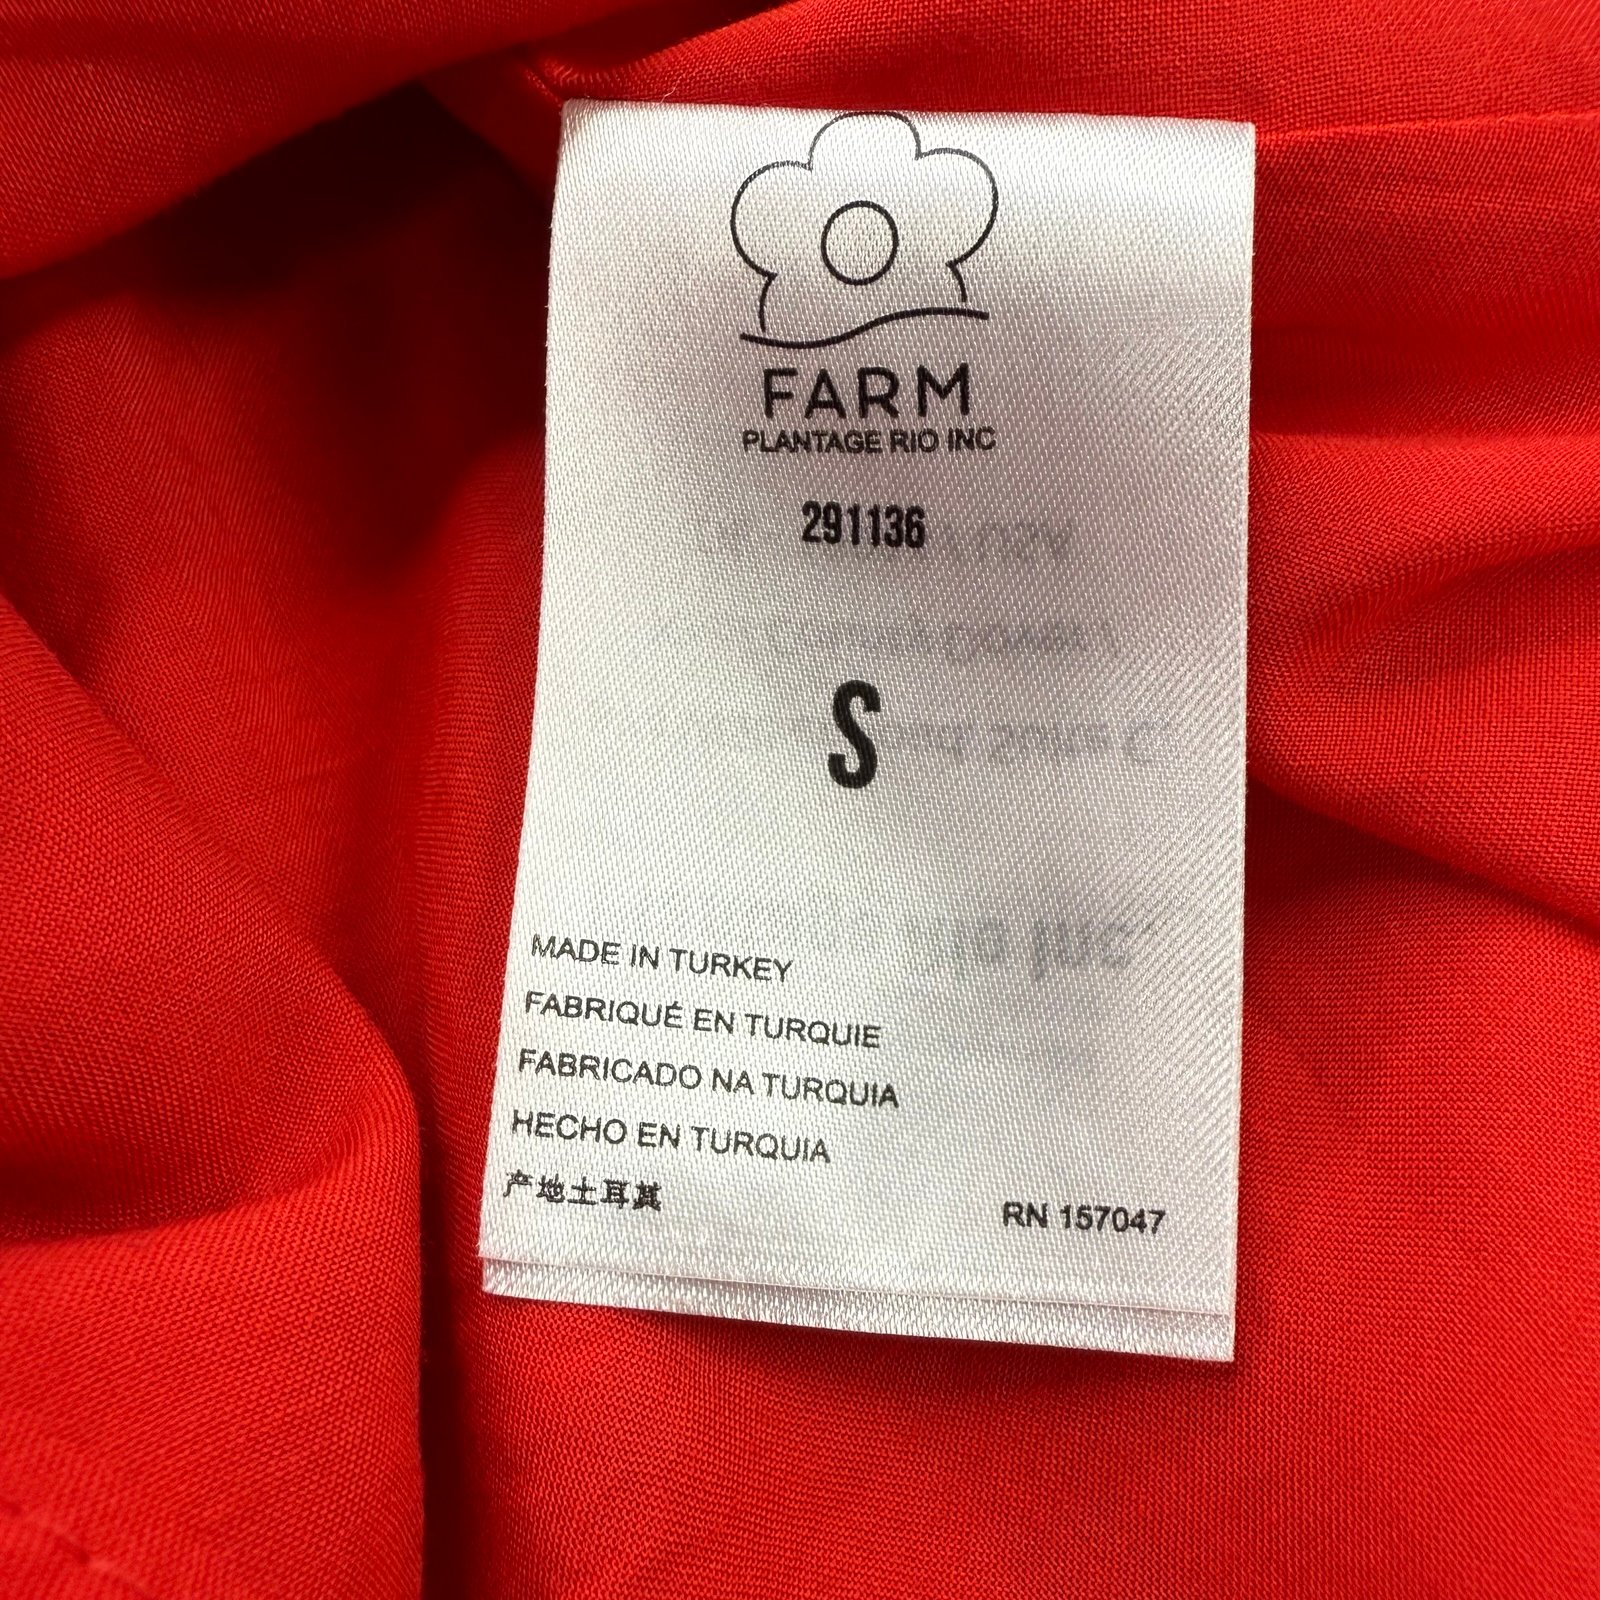 FARM
PLANTAGE RIO INC
291136
S
MADE IN TURKEY
FABRIQUÉ EN TURQUIE
FABRICADO NA TURQUIA
HECHO EN TURQUIA
产地土耳其
RN 157047